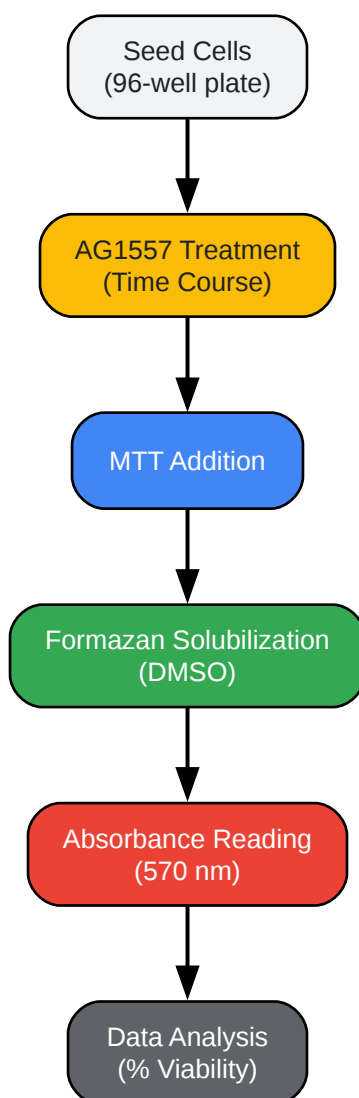 Seed Cells
(96-well plate)
AG1557 Treatment
(Time Course)
MTT Addition
Formazan Solubilization
(DMSO)
Absorbance Reading
(570 nm)
Data Analysis
(% Viability)